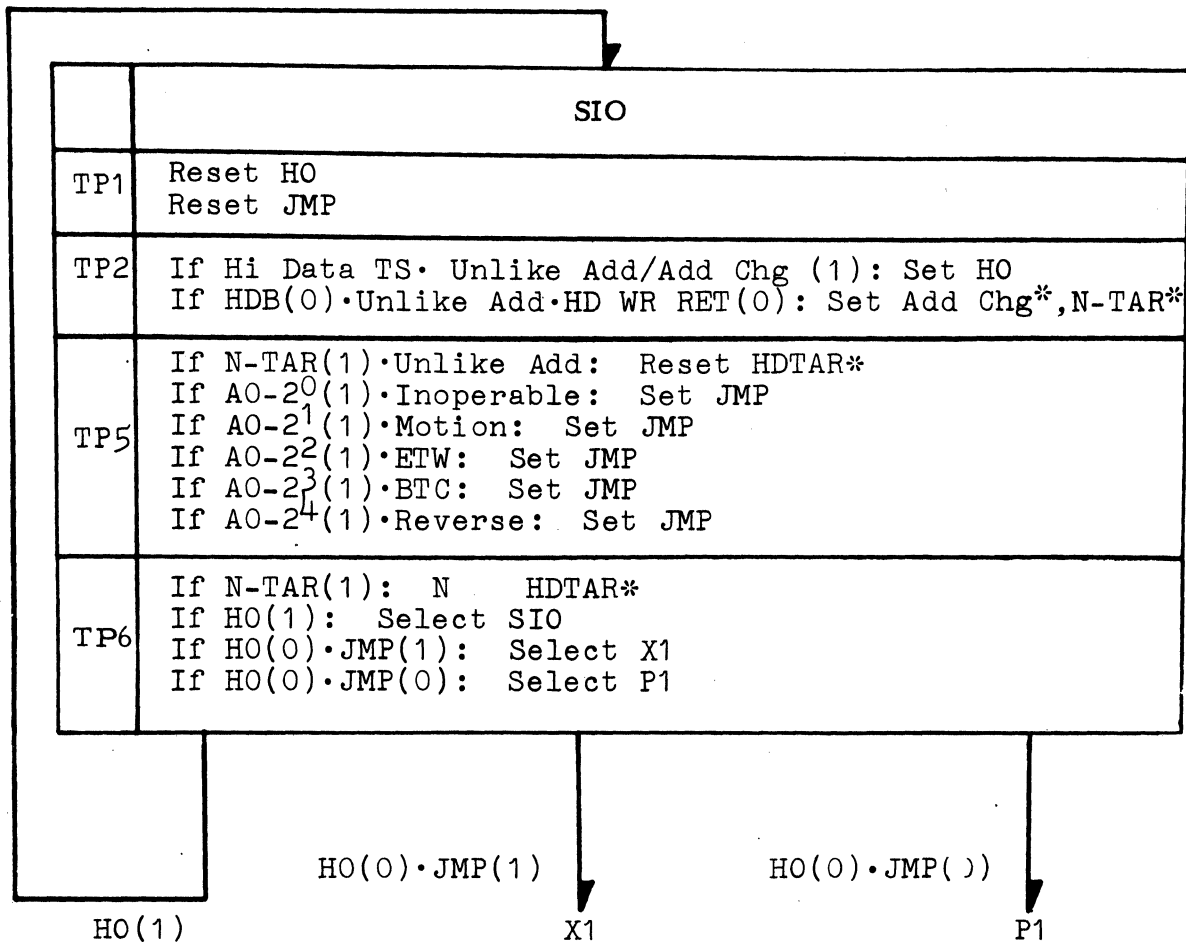 SIO
TP1
Reset HO
Reset JMP
TP2
If Hi Data TS· Unlike Add/Add Chg (1): Set HO
If HDB(0)·Unlike Add·HD WR RET(0): Set Add Chg*,N-TAR*
TP5
If N-TAR(1)·Unlike Add: Reset HDTAR*
If AO-2⁰(1)·Inoperable: Set JMP
If AO-2¹(1)·Motion: Set JMP
If AO-2²(1)·ETW: Set JMP
If AO-2³(1)·BTC: Set JMP
If AO-2⁴(1)·Reverse: Set JMP
TP6
If N-TAR(1): N HDTAR*
If HO(1): Select SIO
If HO(0)·JMP(1): Select X1
If HO(0)·JMP(0): Select P1
HO(0)·JMP(1)
HO(0)·JMP( )
HO(1)
X1
P1